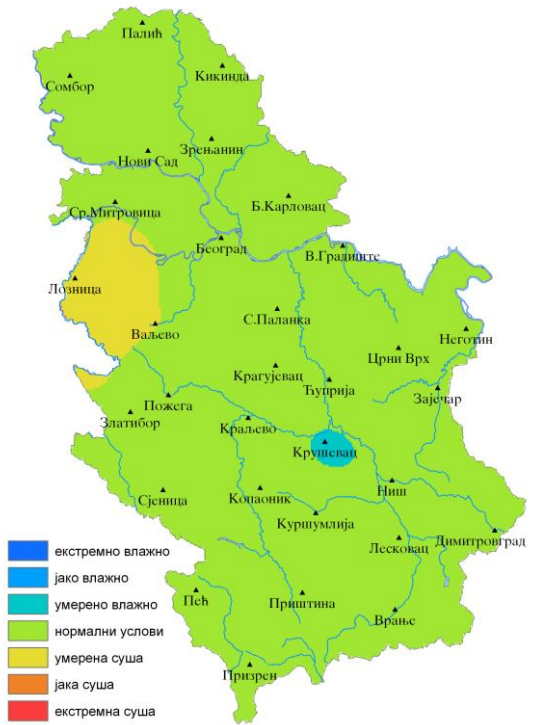 Палић
Кикинда
Сомбор
Зрењанин
Нови Сад
Б.Карловац
Ср.Митровица
Београд
В.Градиште
Лозница
С.Паланка
Ваљево
Неготин
Црни Врх
Крагујевац
Ћуприја
Зајечар
Пожега
Златибор
Краљево
Крушевац
Ниш
Сјеница
Копаоник
Куршумлија
Димитровград
Лесковац
Пећ
Приштина
Врање
Призрен
екстремно влажно
јако влажно
умерено влажно
нормални услови
умерена суша
јака суша
екстремна суша